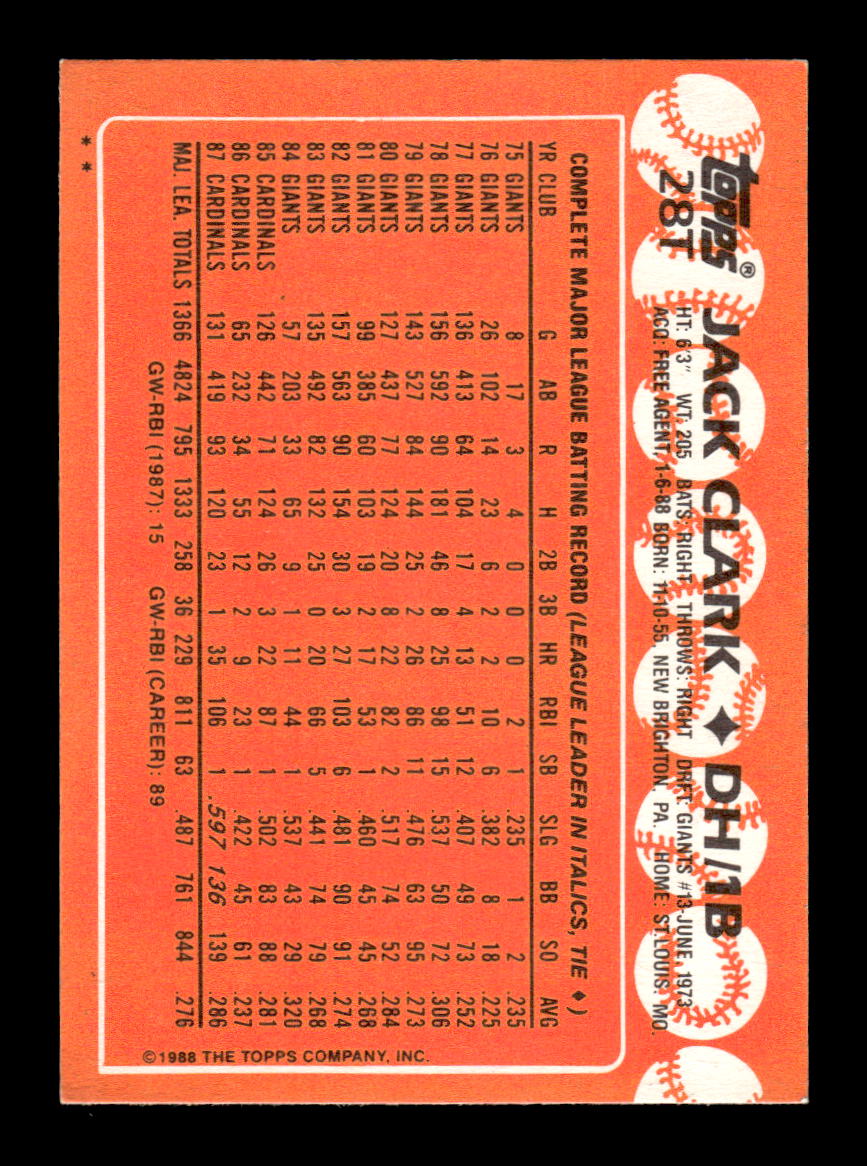 topps®
28T
JACK CLARK ♦ DH/1B
HT: 6'3" WT: 205 BATS: RIGHT THROWS: RIGHT DRFT: GIANTS #13-JUNE, 1973
ACQ: FREE AGENT, 1-6-88 BORN: 11-10-55, NEW BRIGHTON, PA. HOME: ST. LOUIS, MO.
COMPLETE MAJOR LEAGUE BATTING RECORD (LEAGUE LEADER IN ITALICS, TIE ♦)
YR CLUB G AB R H 2B 3B HR RBI SB SLG BB SO AVG
75 GIANTS 8 17 3 4 0 0 0 2 1 .235 1 2 .235
76 GIANTS 26 102 14 23 6 2 2 10 6 .382 8 18 .225
77 GIANTS 136 413 64 104 17 4 13 51 12 .407 49 73 .252
78 GIANTS 156 592 90 181 46 8 25 98 15 .537 50 72 .306
79 GIANTS 143 527 84 144 25 2 26 86 11 .476 63 95 .273
80 GIANTS 127 437 77 124 20 8 22 82 2 .517 74 52 .284
81 GIANTS 99 385 60 103 19 2 17 53 1 .460 45 45 .268
82 GIANTS 157 563 90 154 30 3 27 103 6 .481 90 91 .274
83 GIANTS 135 492 82 132 25 0 20 66 5 .441 74 79 .268
84 GIANTS 57 203 33 65 9 1 11 44 1 .537 43 29 .320
85 CARDINALS 126 442 71 124 26 3 22 87 1 .502 83 88 .281
86 CARDINALS 65 232 34 55 12 2 9 23 1 .422 45 61 .237
87 CARDINALS 131 419 93 120 23 1 35 106 1 .597 136 139 .286
MAJ. LEA. TOTALS 1366 4824 795 1333 258 36 229 811 63 .487 761 844 .276
GW-RBI (1987): 15 GW-RBI (CAREER): 89
©1988 THE TOPPS COMPANY, INC.
* *